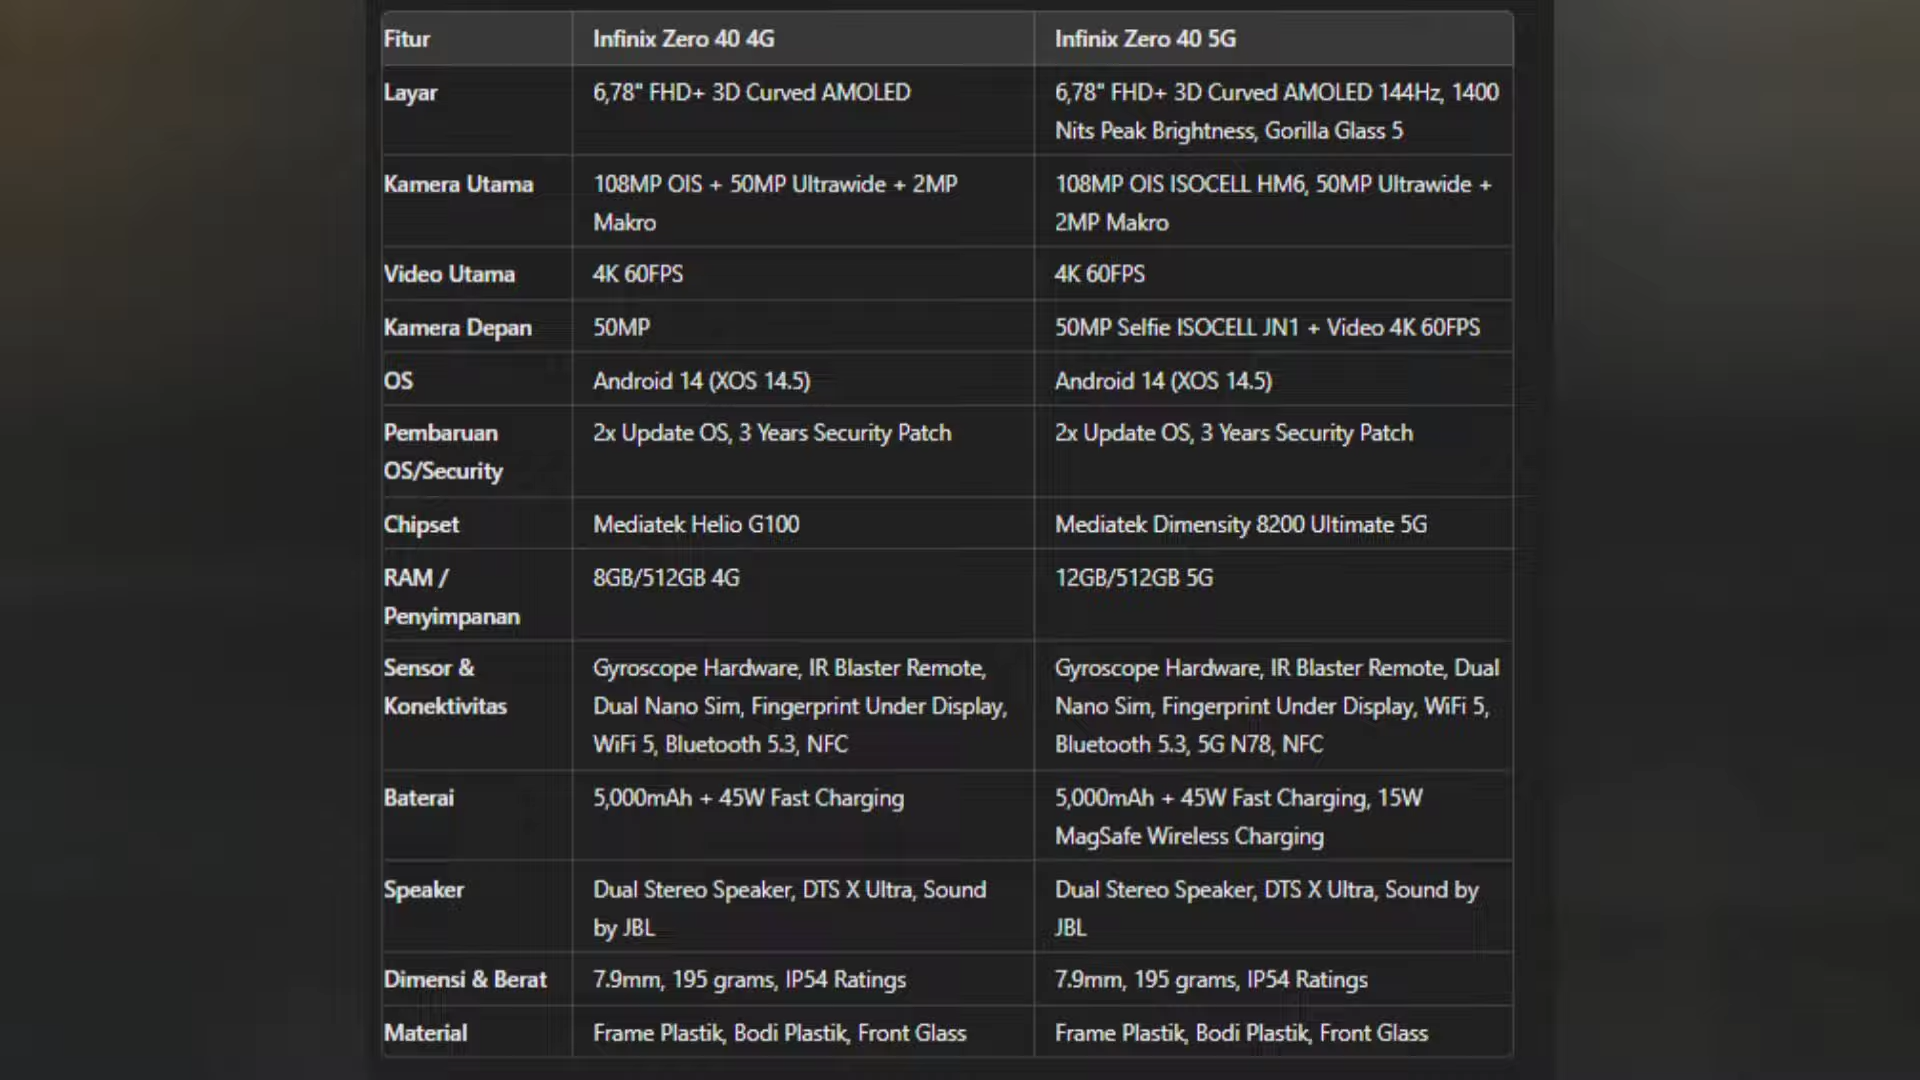 Fitur Infinix Zero 40 4G Infinix Zero 40 5G
Layar 6,78" FHD+ 3D Curved AMOLED 6,78" FHD+ 3D Curved AMOLED 144Hz, 1400
Nits Peak Brightness, Gorilla Glass 5
Kamera Utama 108MP OIS + 50MP Ultrawide + 2MP 108MP OIS ISOCELL HM6, 50MP Ultrawide +
Makro 2MP Makro
Video Utama 4K 60FPS 4K 60FPS
Kamera Depan 50MP 50MP Selfie ISOCELL JN1 + Video 4K 60FPS
OS Android 14 (XOS 14.5) Android 14 (XOS 14.5)
Pembaruan 2x Update OS, 3 Years Security Patch 2x Update OS, 3 Years Security Patch
OS/Security
Chipset Mediatek Helio G100 Mediatek Dimensity 8200 Ultimate 5G
RAM / 8GB/512GB 4G 12GB/512GB 5G
Penyimpanan
Sensor & Gyroscope Hardware, IR Blaster Remote, Gyroscope Hardware, IR Blaster Remote, Dual
Konektivitas Dual Nano Sim, Fingerprint Under Display, Nano Sim, Fingerprint Under Display, WiFi 5,
WiFi 5, Bluetooth 5.3, NFC Bluetooth 5.3, 5G N78, NFC
Baterai 5,000mAh + 45W Fast Charging 5,000mAh + 45W Fast Charging, 15W
MagSafe Wireless Charging
Speaker Dual Stereo Speaker, DTS X Ultra, Sound Dual Stereo Speaker, DTS X Ultra, Sound by
by JBL JBL
Dimensi & Berat 7.9mm, 195 grams, IP54 Ratings 7.9mm, 195 grams, IP54 Ratings
Material Frame Plastik, Bodi Plastik, Front Glass Frame Plastik, Bodi Plastik, Front Glass